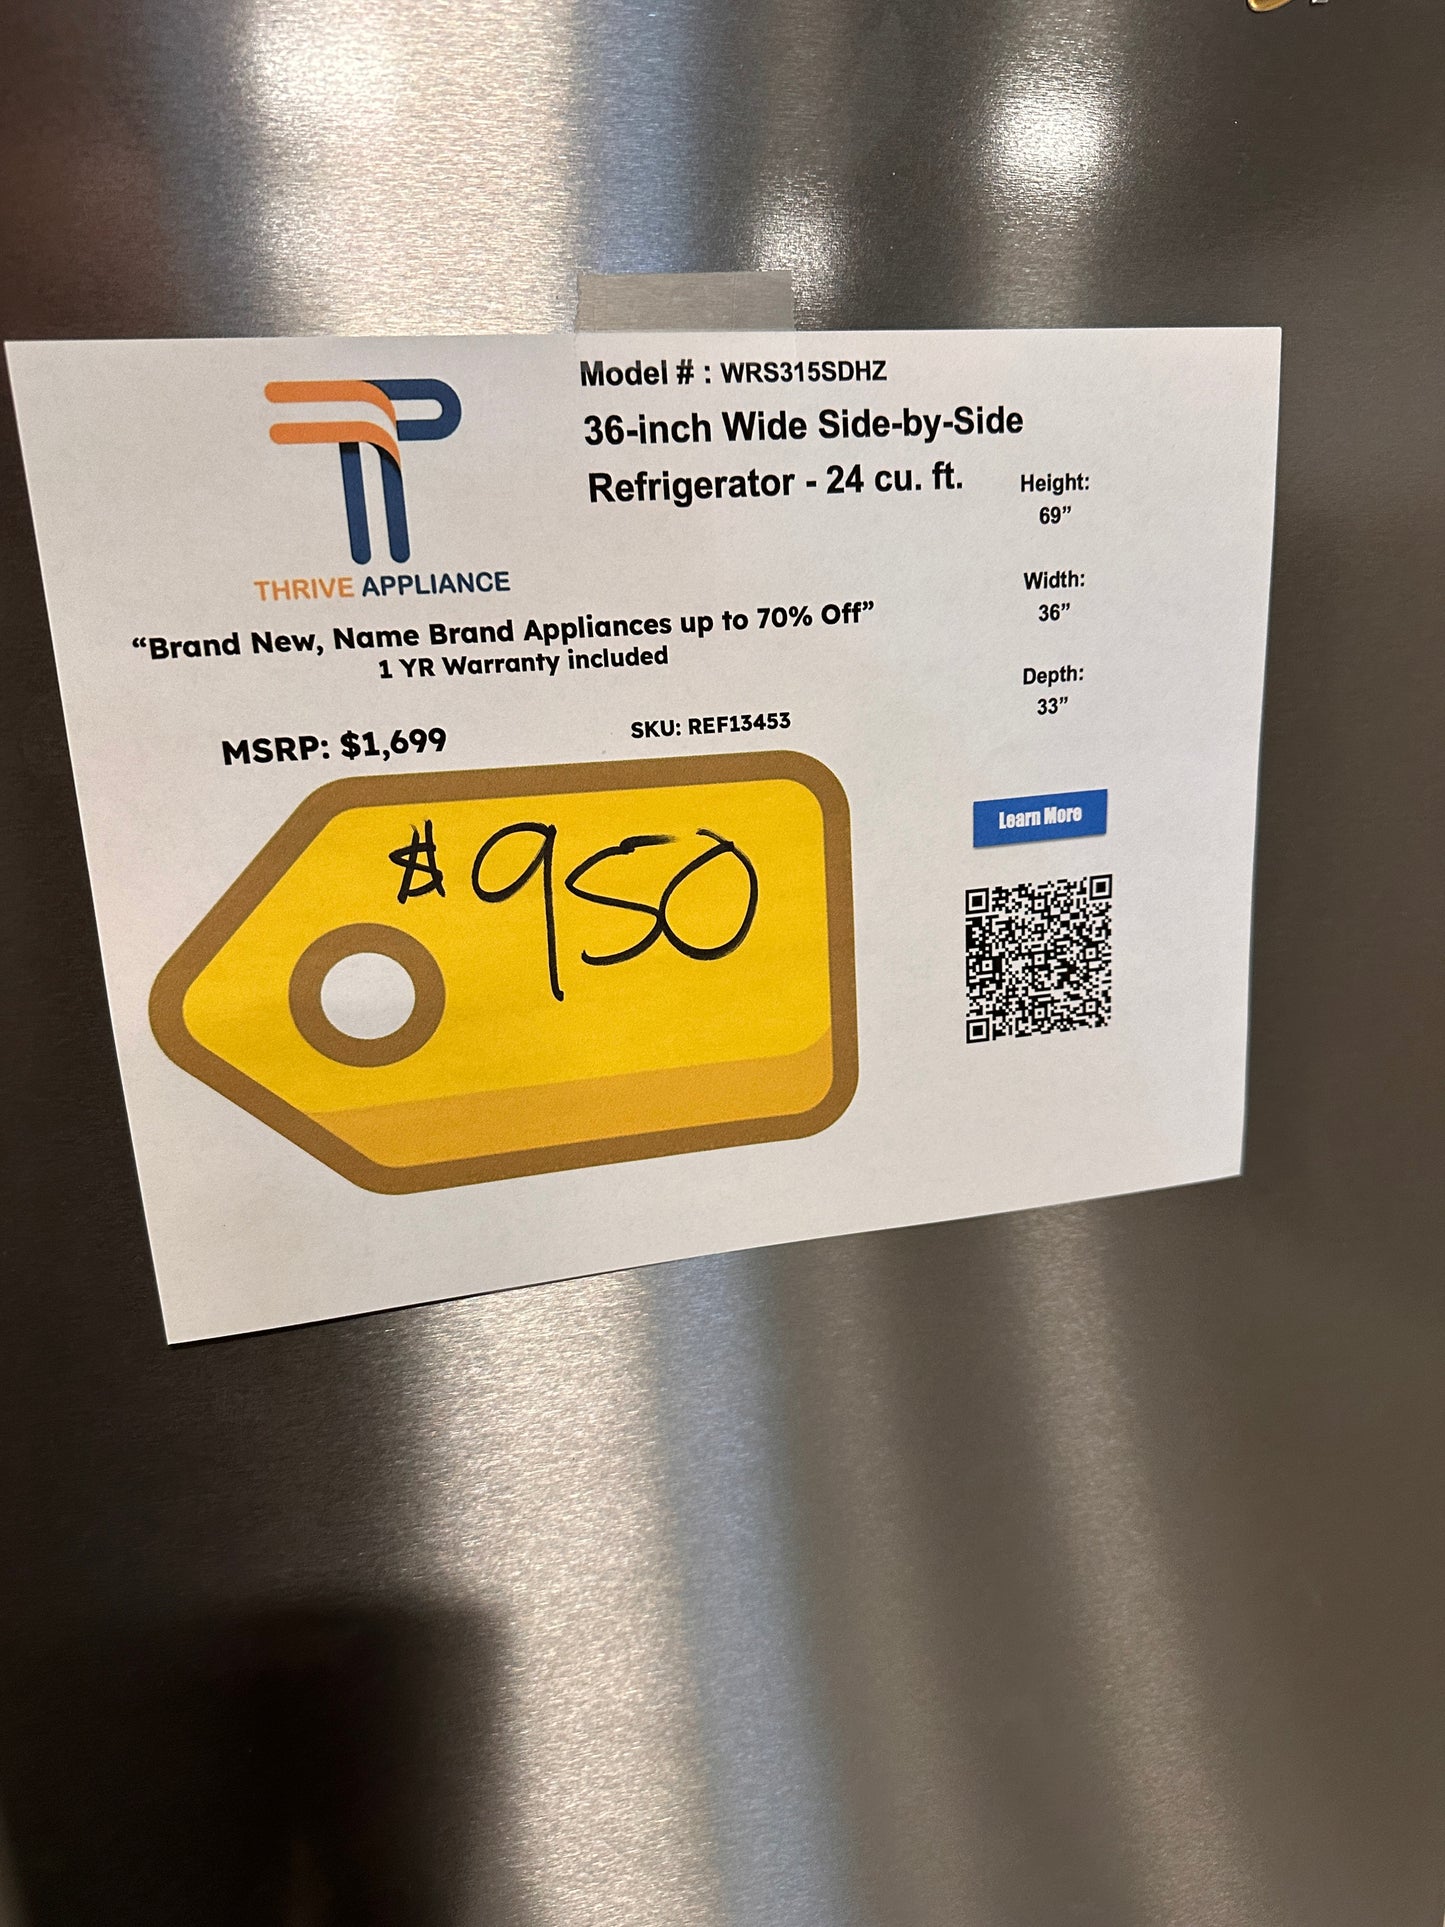 Model # : WRS315SDHZ
36-inch Wide Side-by-Side
Refrigerator - 24 cu. ft.
Height:
69”
Width:
36”
Depth:
33”
THRIVE APPLIANCE
“Brand New, Name Brand Appliances up to 70% Off”
1 YR Warranty included
MSRP: $1,699
SKU: REF13453
$950
Learn More